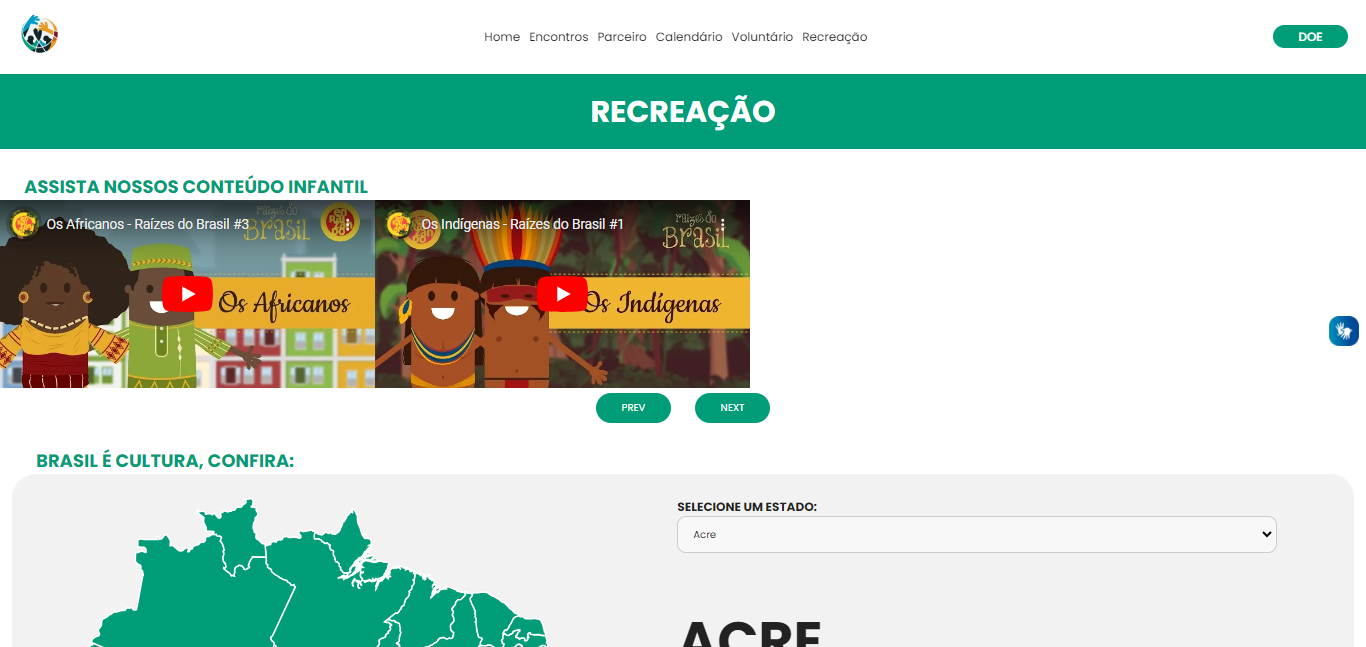 Home Encontros Parceiro Calendário Voluntário Recreação
DOE
RECREAÇÃO
ASSISTA NOSSOS CONTEÚDO INFANTIL
Os Africanos - Raízes do Brasil #3
raízes do
Brasil
Os Africanos
Os Indígenas - Raízes do Brasil #1
raízes do
Brasil
Os Indígenas
PREV
NEXT
BRASIL É CULTURA, CONFIRA:
SELECIONE UM ESTADO:
Acre
ACRE